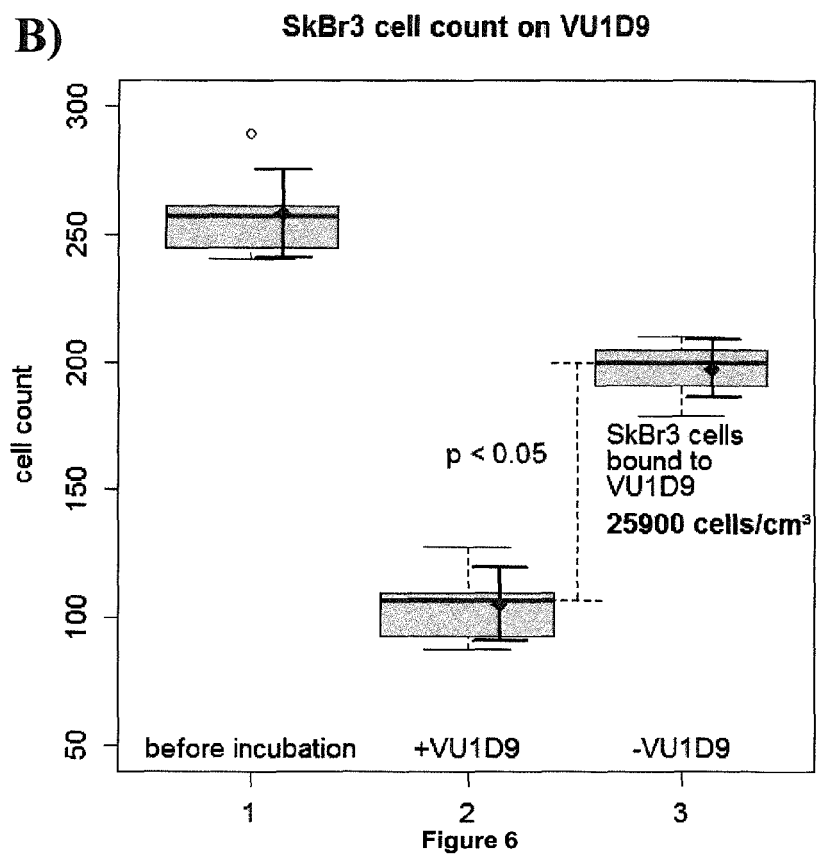 B)
SkBr3 cell count on VU1D9
300
250
200
150
100
50
cell count
p < 0.05
SkBr3 cells
bound to
VU1D9
25900 cells/cm³
before incubation
+VU1D9
-VU1D9
1
2
3
Figure 6